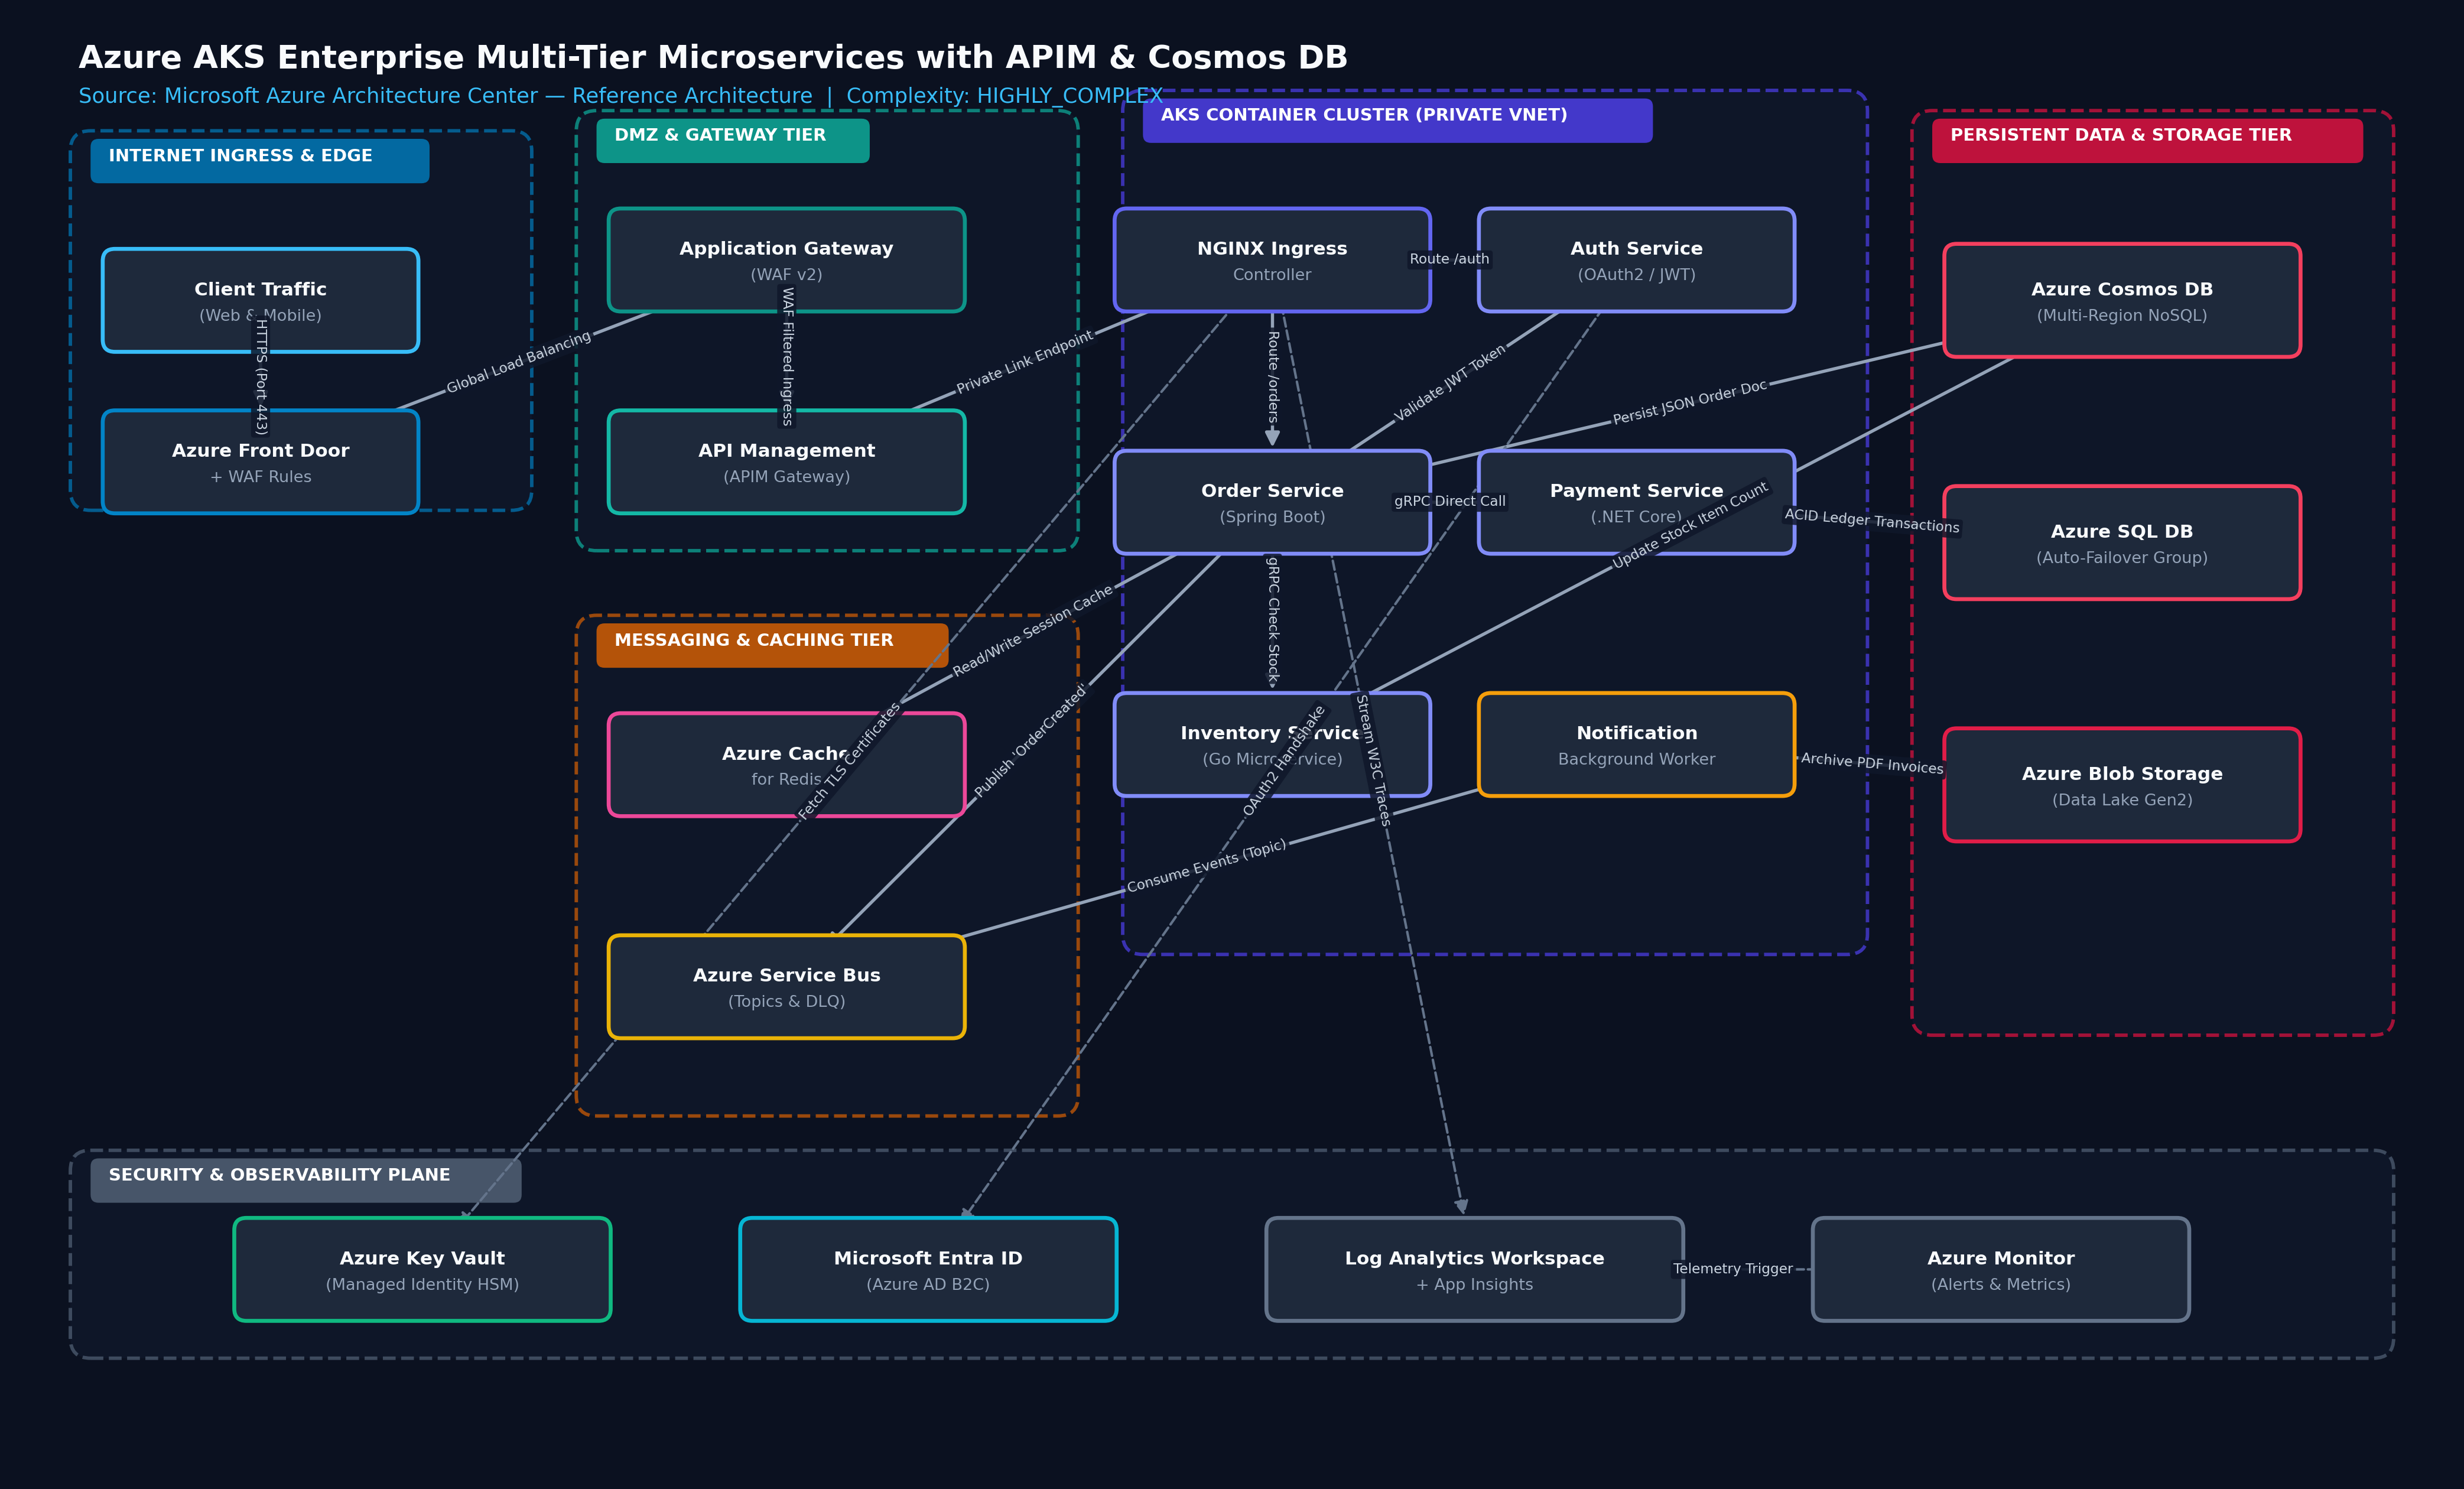 Azure AKS Enterprise Multi-Tier Microservices with APIM & Cosmos DB
Source: Microsoft Azure Architecture Center — Reference Architecture | Complexity: HIGHLY_COMPLEX
INTERNET INGRESS & EDGE
Client Traffic
(Web & Mobile)
HTTPS (Port 443)
Azure Front Door
+ WAF Rules
Global Load Balancing
DMZ & GATEWAY TIER
Application Gateway
(WAF v2)
WAF Filtered Ingress
API Management
(APIM Gateway)
Private Link Endpoint
AKS CONTAINER CLUSTER (PRIVATE VNET)
NGINX Ingress
Controller
Route /auth
Auth Service
(OAuth2 / JWT)
Route /orders
Validate JWT Token
Persist JSON Order Doc
Order Service
(Spring Boot)
gRPC Direct Call
Payment Service
(.NET Core)
Update Stock Item Count
ACID Ledger Transactions
gRPC Check Stock
Inventory Service
(Go Microservice)
OAuth2 Handshake
Stream W3C Traces
Notification
Background Worker
Archive PDF Invoices
Consume Events (Topic)
PERSISTENT DATA & STORAGE TIER
Azure Cosmos DB
(Multi-Region NoSQL)
Azure SQL DB
(Auto-Failover Group)
Azure Blob Storage
(Data Lake Gen2)
MESSAGING & CACHING TIER
Read/Write Session Cache
Azure Cache
for Redis
Fetch TLS Certificates
Publish 'OrderCreated'
Azure Service Bus
(Topics & DLQ)
SECURITY & OBSERVABILITY PLANE
Azure Key Vault
(Managed Identity HSM)
Microsoft Entra ID
(Azure AD B2C)
Log Analytics Workspace
+ App Insights
Telemetry Trigger
Azure Monitor
(Alerts & Metrics)